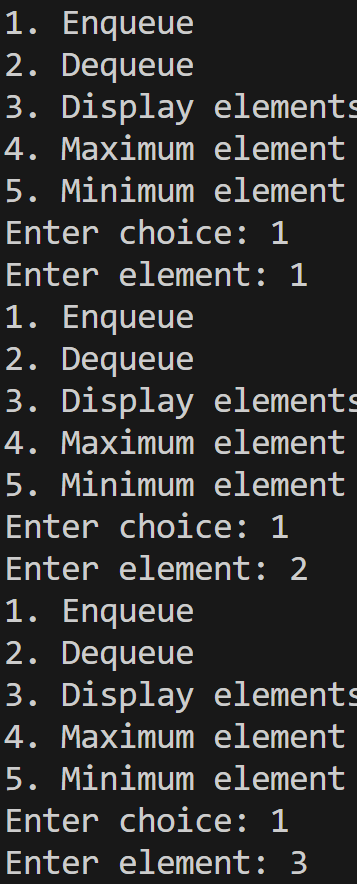 1. Enqueue
2. Dequeue
3. Display elements
4. Maximum element
5. Minimum element
Enter choice: 1
Enter element: 1
1. Enqueue
2. Dequeue
3. Display elements
4. Maximum element
5. Minimum element
Enter choice: 1
Enter element: 2
1. Enqueue
2. Dequeue
3. Display elements
4. Maximum element
5. Minimum element
Enter choice: 1
Enter element: 3